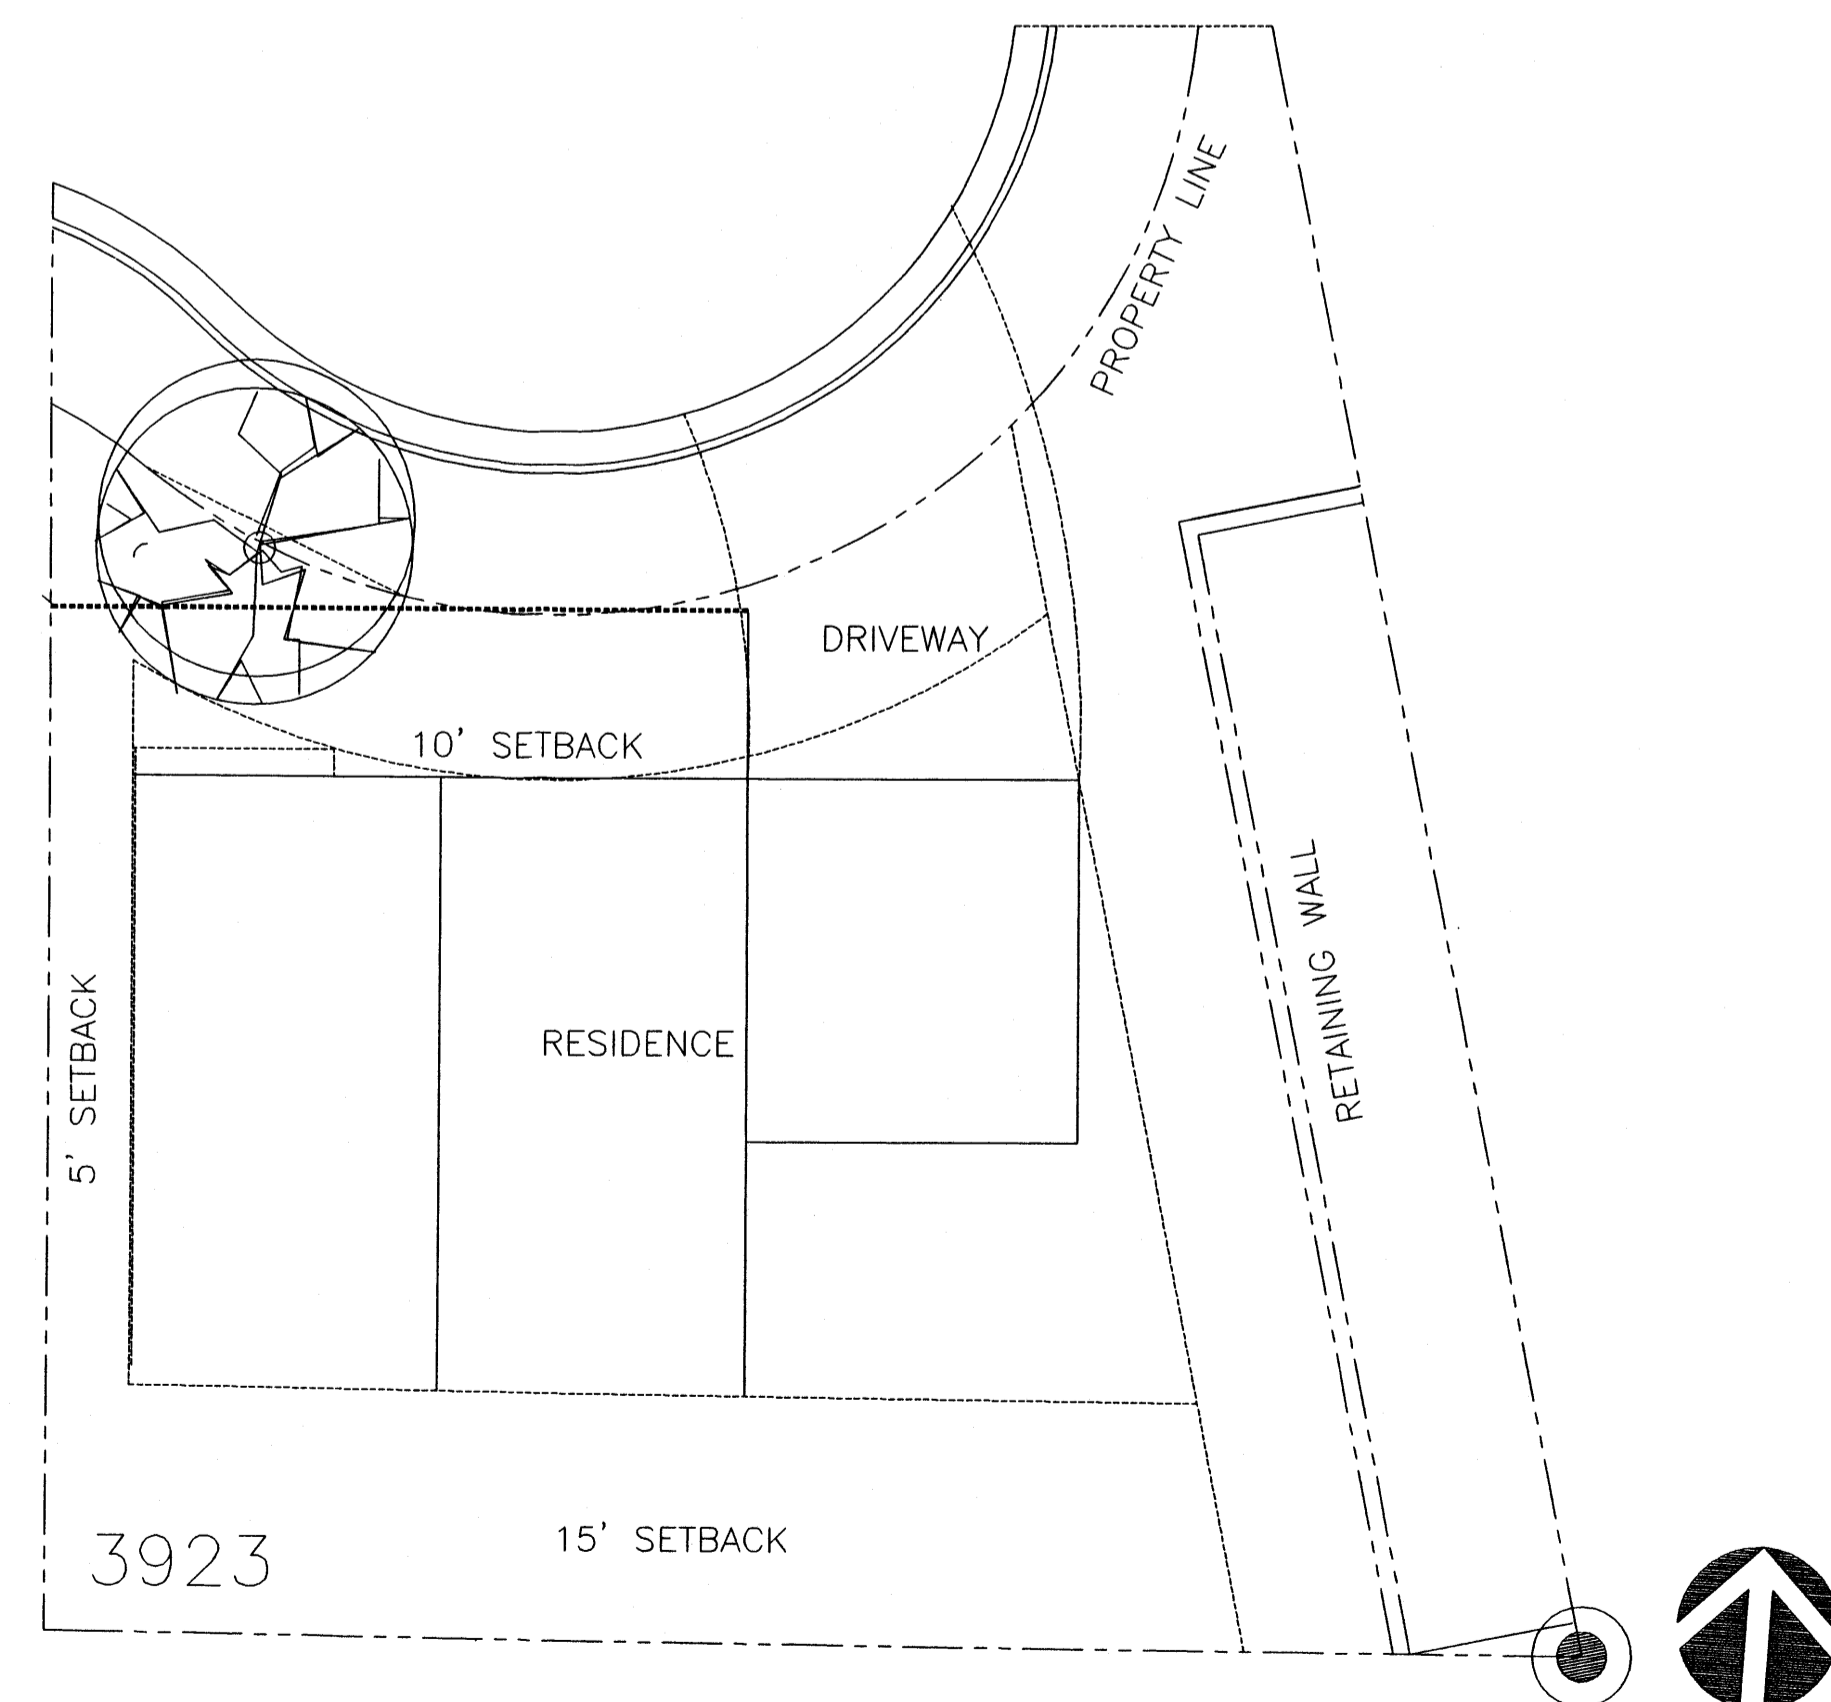 PROPERTY LINE
DRIVEWAY
10' SETBACK
RETAINING WALL
5' SETBACK
RESIDENCE
15' SETBACK
3923